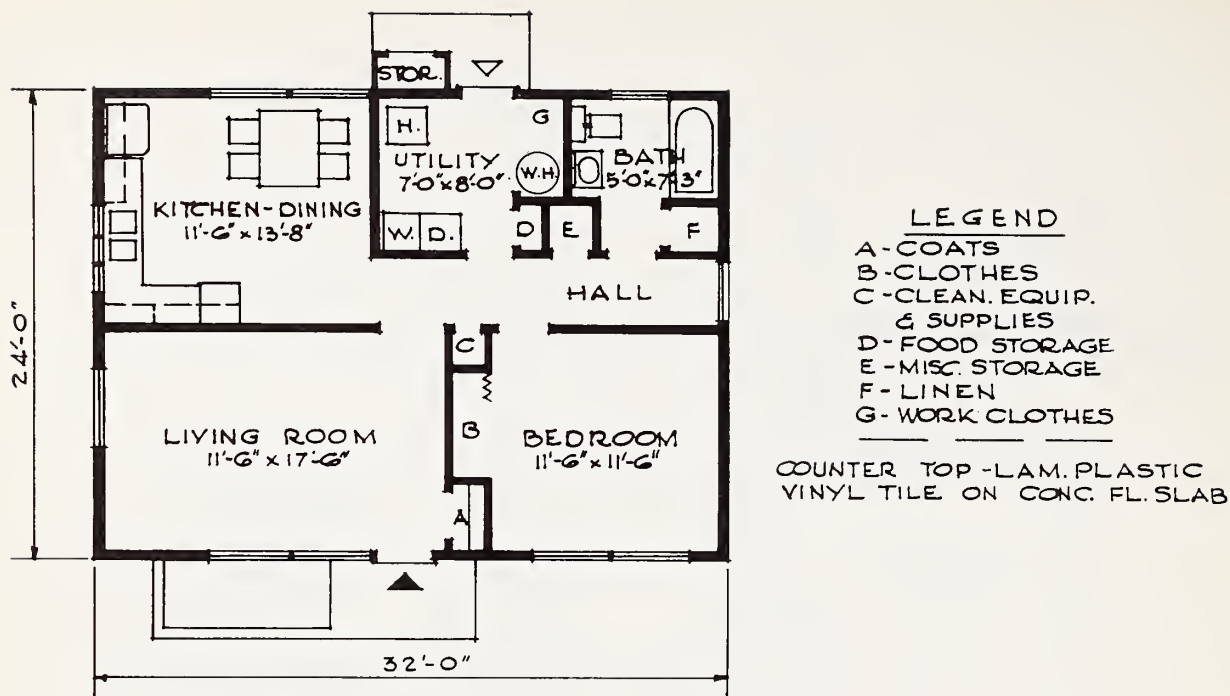 STOR.
H.
G
UTILITY
7'-0" x 8'-0"
W.H.
BATH
5'-0" x 7'-3"
KITCHEN-DINING
11'-6" x 13'-8"
W.
D.
D
E
F
HALL
24'-0"
C
LIVING ROOM
11'-6" x 17'-6"
B
BEDROOM
11'-6" x 11'-6"
A
32'-0"
LEGEND
A - COATS
B - CLOTHES
C - CLEAN. EQUIP.
& SUPPLIES
D - FOOD STORAGE
E - MISC. STORAGE
F - LINEN
G - WORK CLOTHES
COUNTER TOP - LAM. PLASTIC
VINYL TILE ON CONC. FL. SLAB